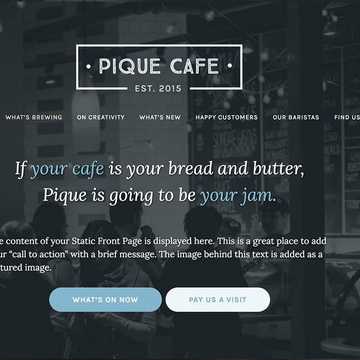 PIQUE CAFE
EST. 2015
WHAT'S BREWING ON CREATIVITY WHAT'S NEW HAPPY CUSTOMERS OUR BARISTAS FIND US
If your cafe is your bread and butter,
Pique is going to be your jam.
e content of your Static Front Page is displayed here. This is a great place to add
ur "call to action" with a brief message. The image behind this text is added as a
tured image.
WHAT'S ON NOW PAY US A VISIT